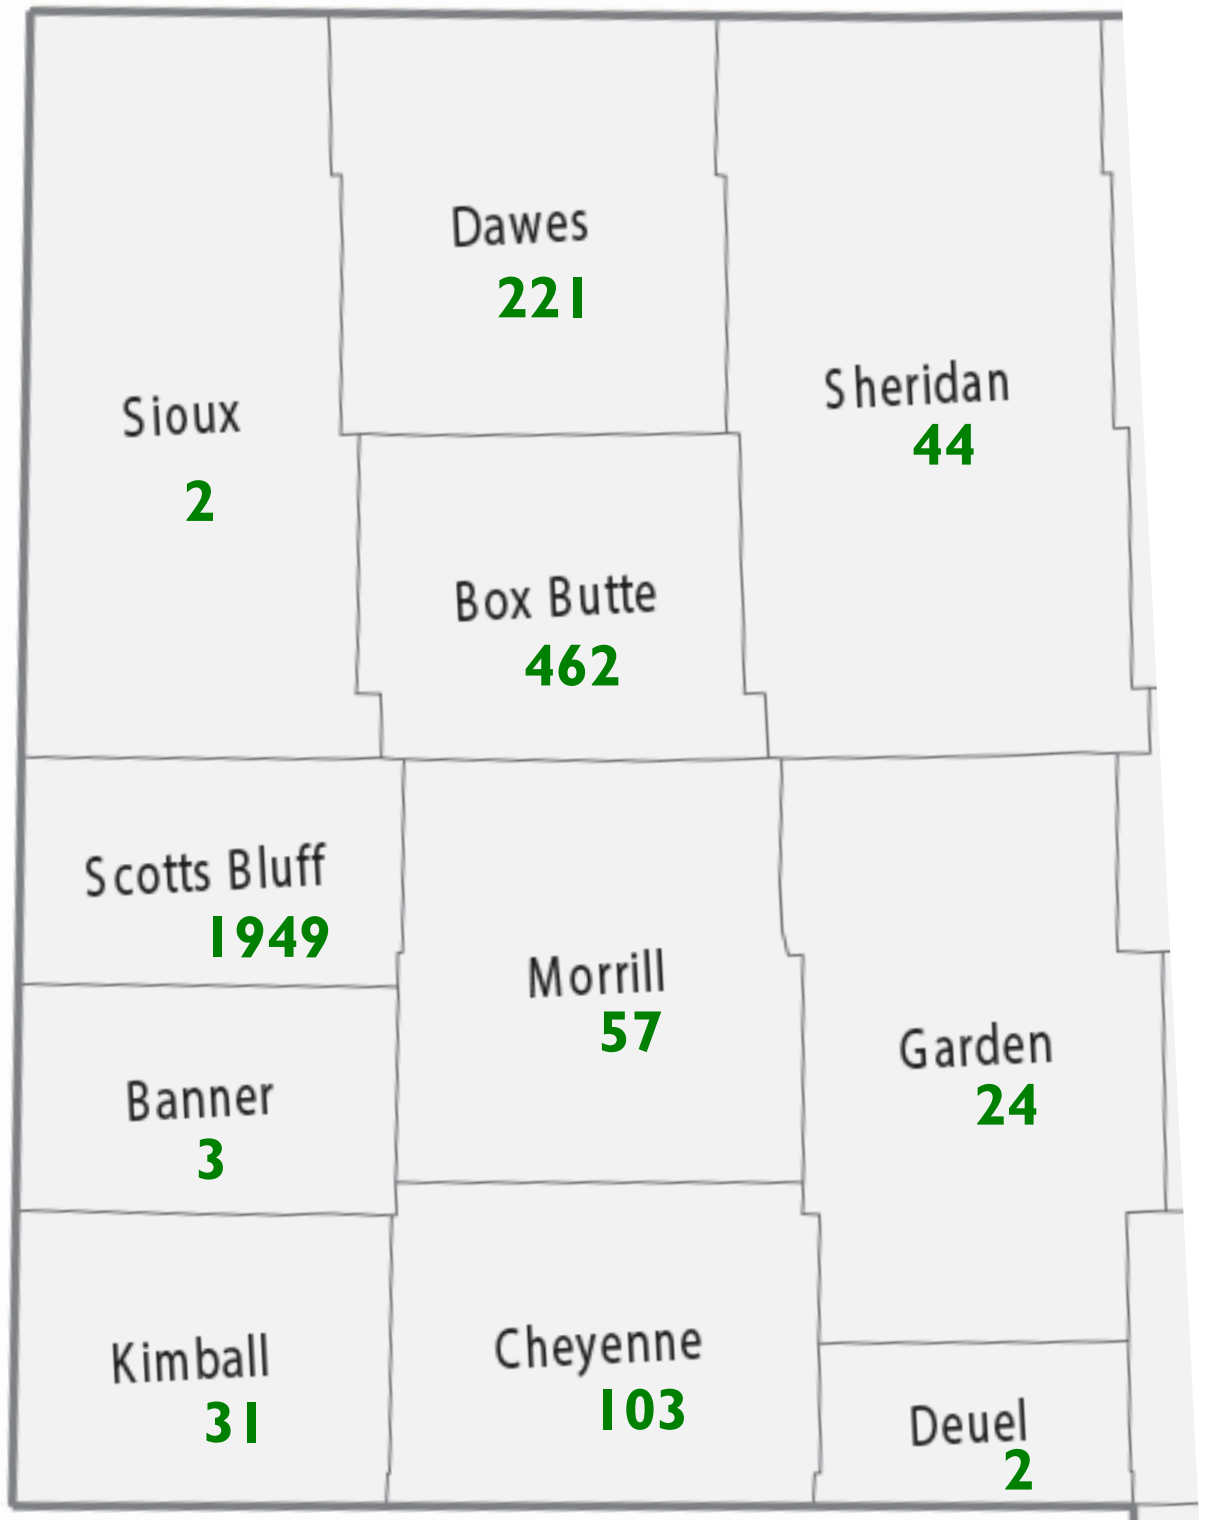 Dawes
221
Sheridan
44
Sioux
2
Box Butte
462
Scotts Bluff
1949
Morrill
57
Garden
24
Banner
3
Kimball
31
Cheyenne
103
Deuel
2